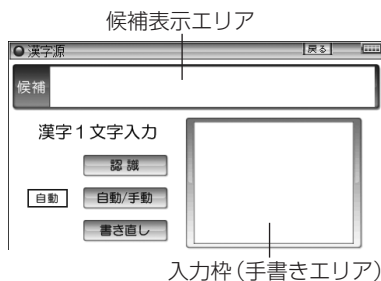 候補表示エリア
漢字源
戻る
候補
漢字1文字入力
認識
自動
自動/手動
書き直し
入力枠(手書きエリア)